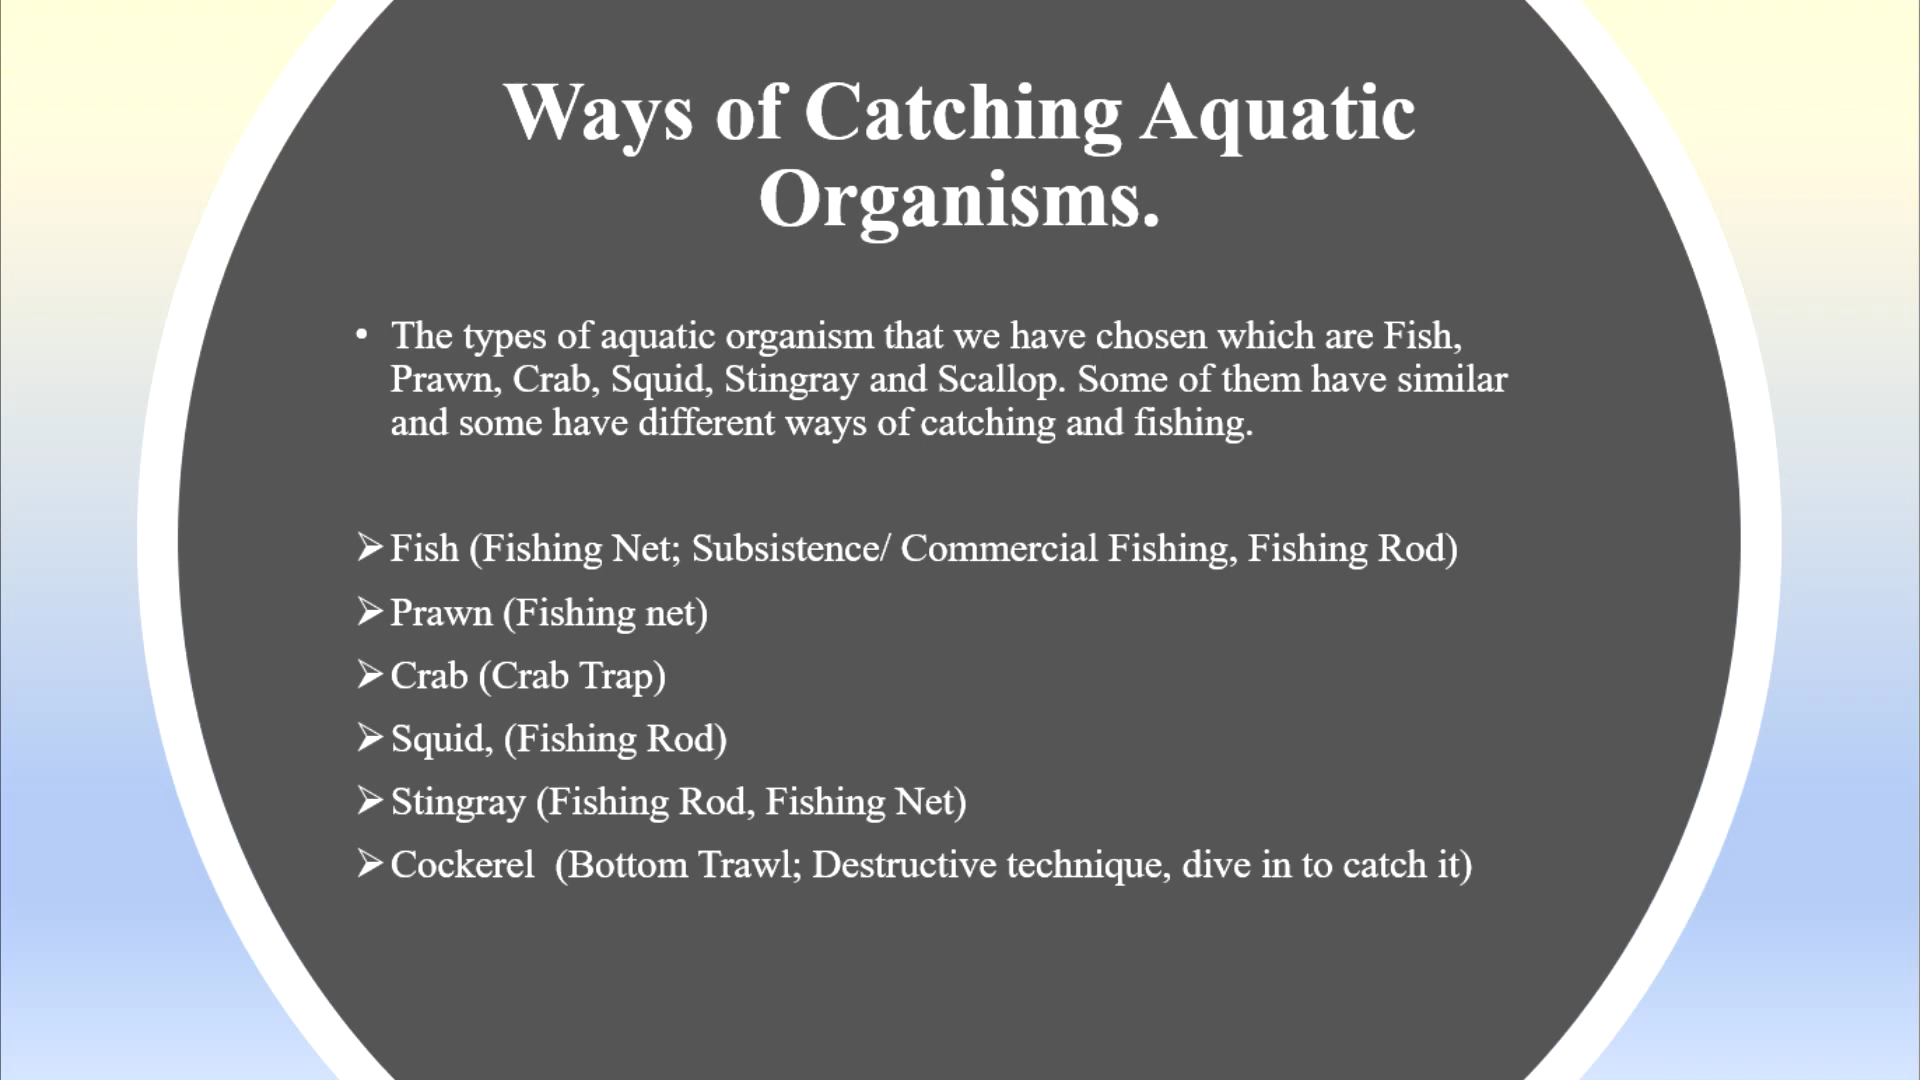 Ways of Catching Aquatic
Organisms.
• The types of aquatic organism that we have chosen which are Fish,
Prawn, Crab, Squid, Stingray and Scallop. Some of them have similar
and some have different ways of catching and fishing.
➢Fish (Fishing Net; Subsistence/ Commercial Fishing, Fishing Rod)
➢Prawn (Fishing net)
➢Crab (Crab Trap)
➢Squid, (Fishing Rod)
➢Stingray (Fishing Rod, Fishing Net)
➢Cockerel  (Bottom Trawl; Destructive technique, dive in to catch it)